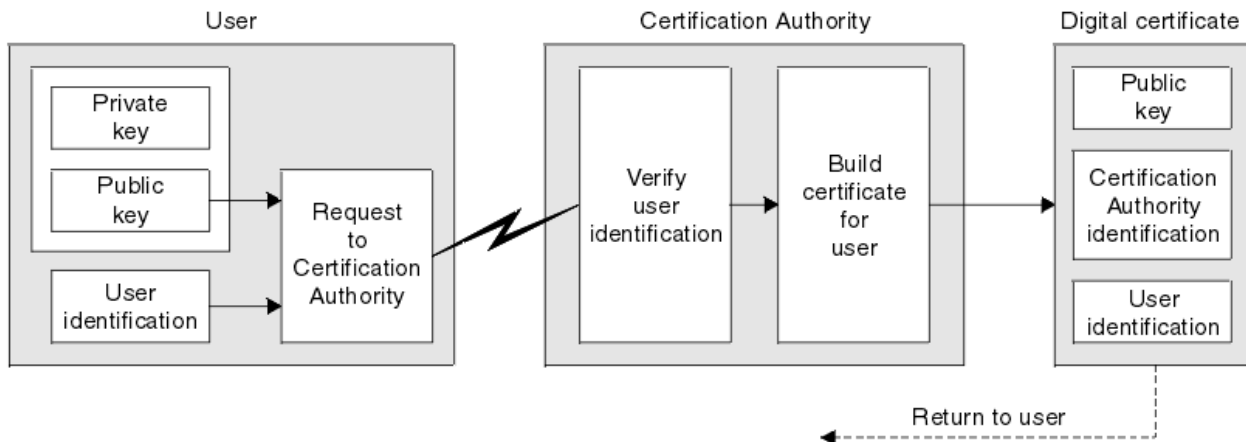 User
Private
key
Public
key
User
identification
Request
to
Certification
Authority
Certification Authority
Verify
user
identification
Build
certificate
for
user
Digital certificate
Public
key
Certification
Authority
identification
User
identification
Return to user